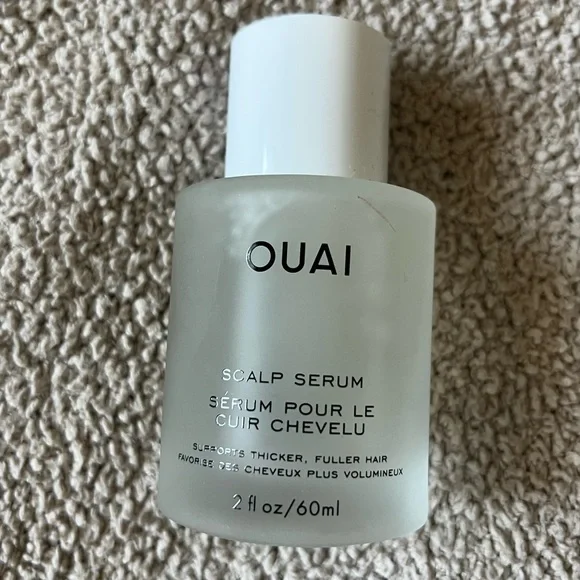 OUAI
SCALP SERUM
SÉRUM POUR LE
CUIR CHEVELU
SUPPORTS THICKER, FULLER HAIR
FAVORISE DES CHEVEUX PLUS VOLUMINEUX
2 fl oz/60ml